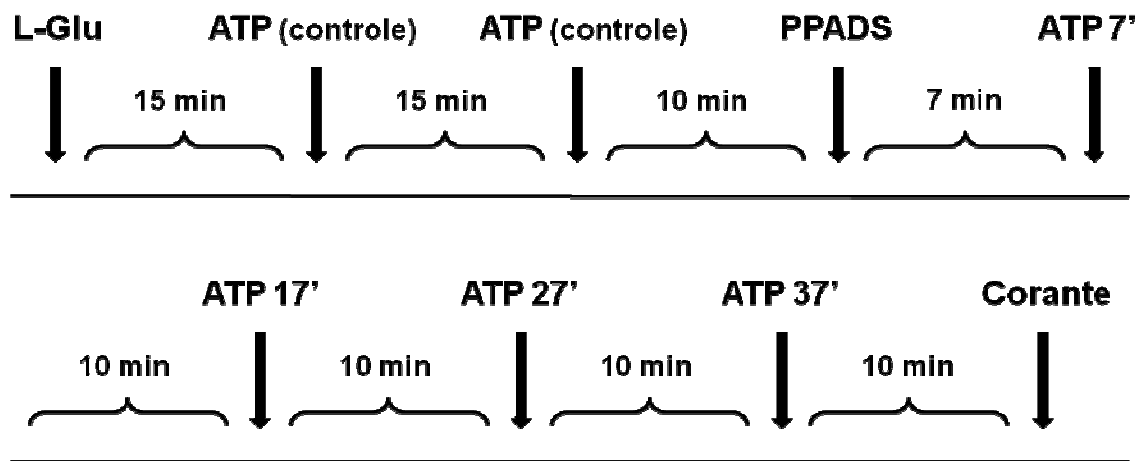 L-Glu ATP (controle) ATP (controle) PPADS ATP 7’
15 min 15 min 10 min 7 min
ATP 17’ ATP 27’ ATP 37’ Corante
10 min 10 min 10 min 10 min